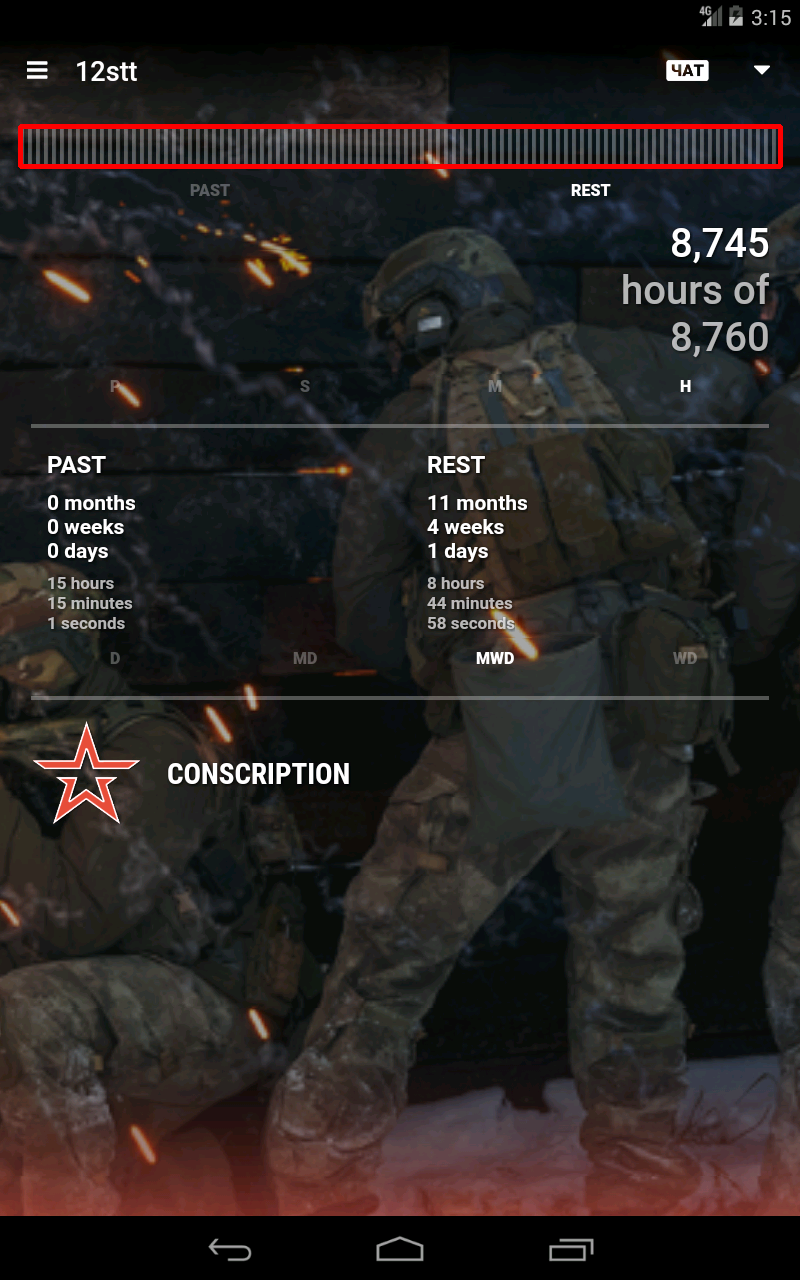 4G 3:15
12stt ЧАТ
PAST REST
8,745
hours of
8,760
P S M H
PAST REST
0 months 11 months
0 weeks 4 weeks
0 days 1 days
15 hours 8 hours
15 minutes 44 minutes
1 seconds 58 seconds
D MD MWD WD
CONSCRIPTION